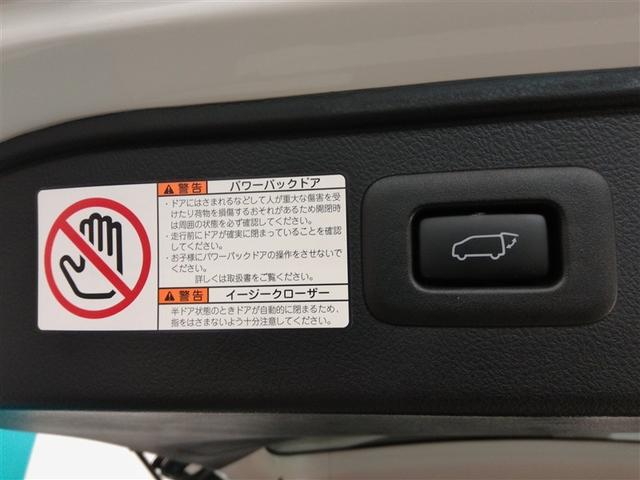 警告 パワーバックドア
・ドアにはさまれるなどして人が重大な傷害を受
けたり荷物を損傷するおそれがあるため開閉時
は周囲の状態を必ず確認してください。
・走行前にドアが確実に閉まっていることを確認
してください。
・お子様にパワーバックドアの操作をさせないで
ください。
詳しくは取扱書をご覧ください。
警告 イージークローザー
半ドア状態のときドアが自動的に閉まるため、
指をはさまないよう十分注意してください。